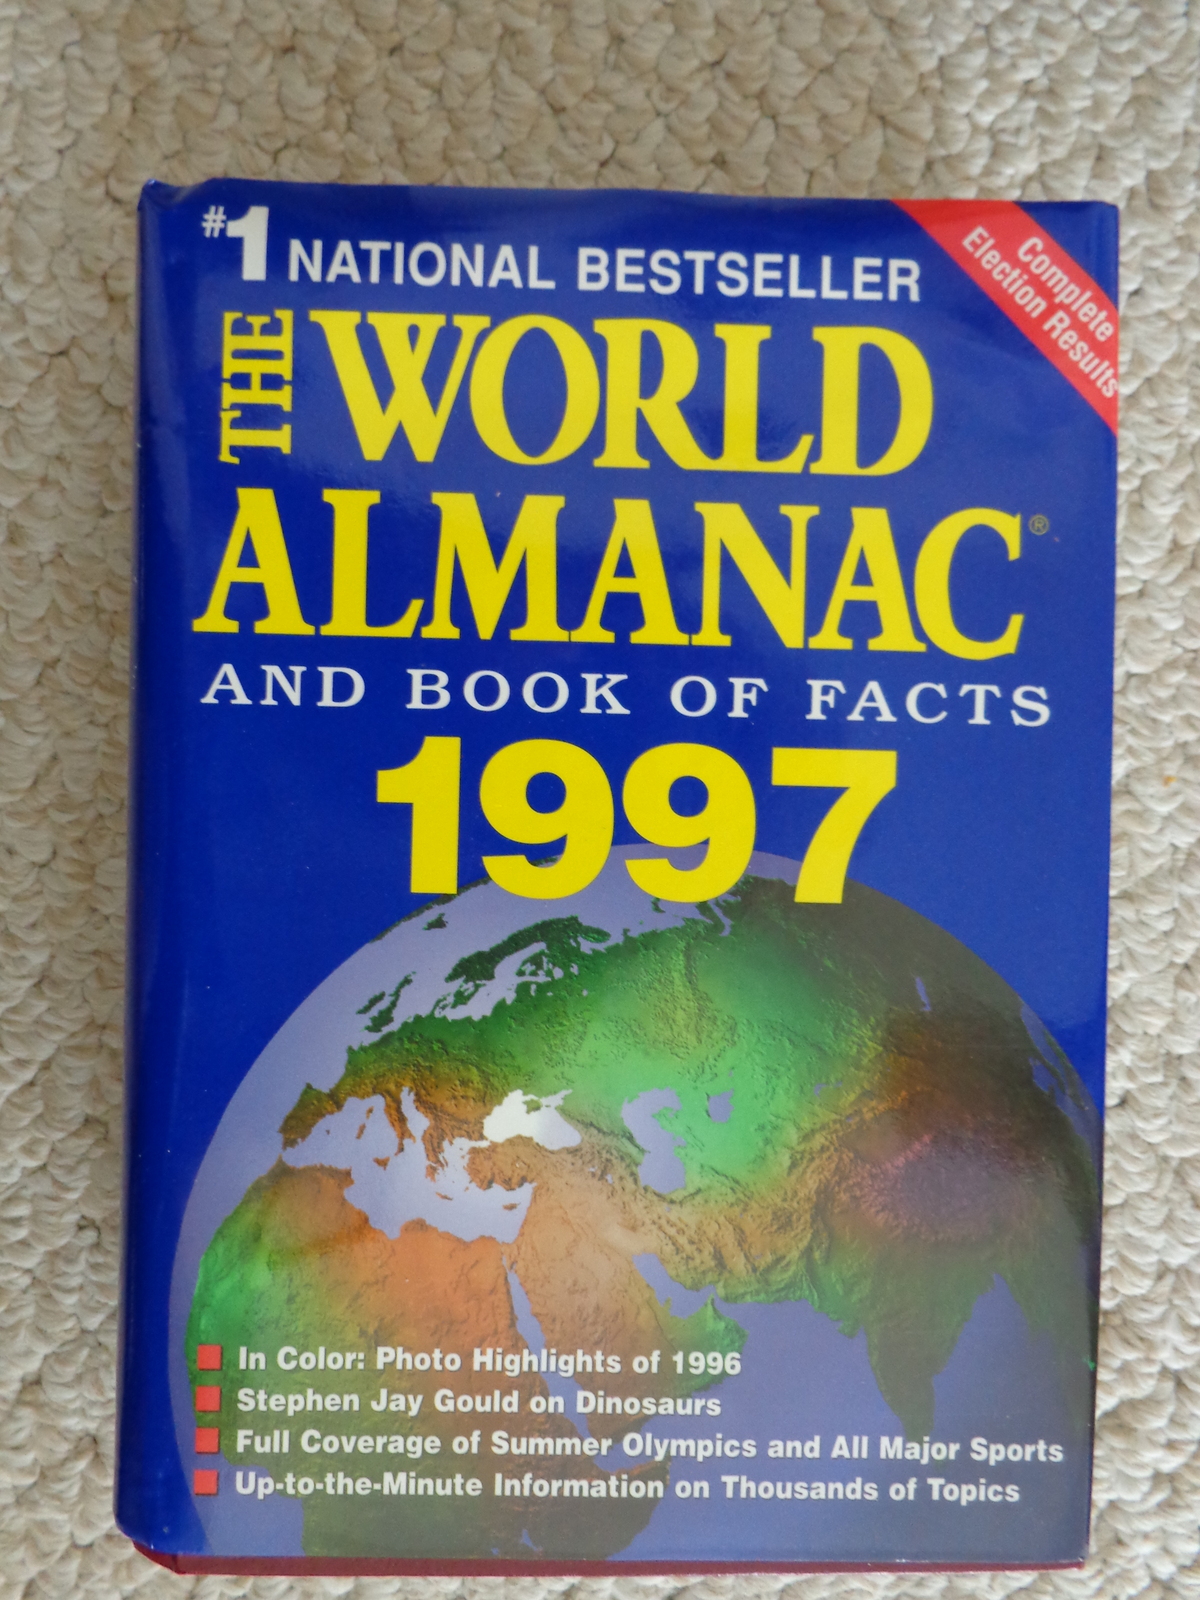 #1 NATIONAL BESTSELLER
Complete
Election Results
THE WORLD
ALMANAC®
AND BOOK OF FACTS
1997
In Color: Photo Highlights of 1996
Stephen Jay Gould on Dinosaurs
Full Coverage of Summer Olympics and All Major Sports
Up-to-the-Minute Information on Thousands of Topics